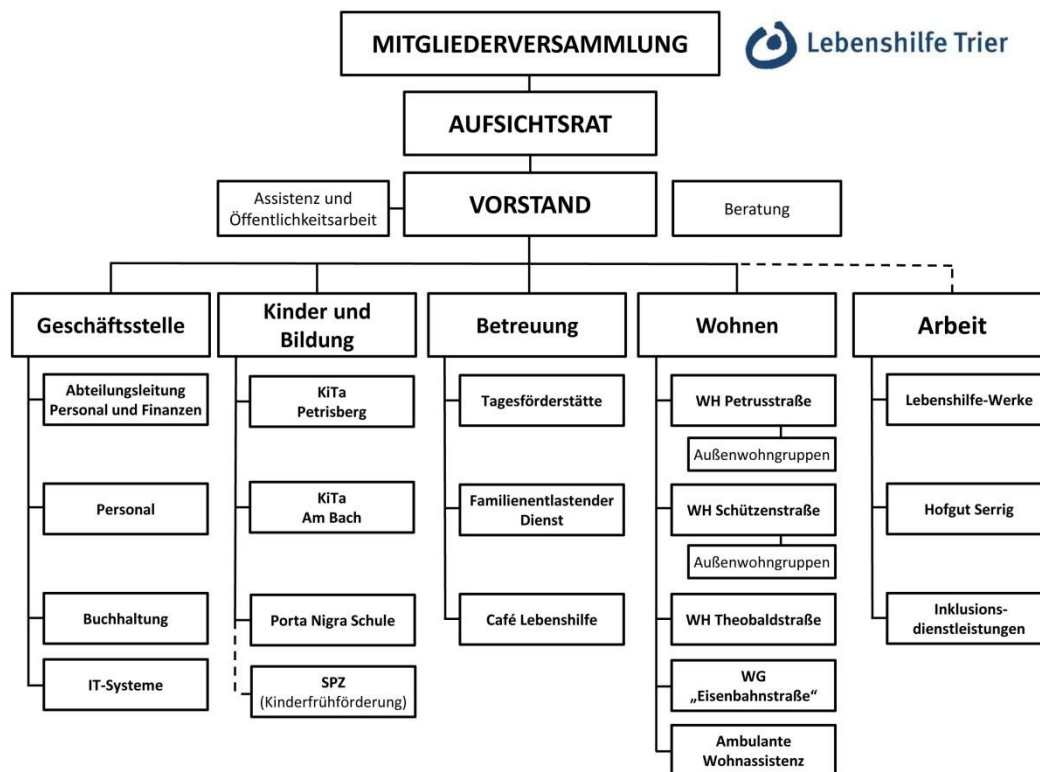 MITGLIEDERVERSAMMLUNG
Lebenshilfe Trier
AUFSICHTSRAT
Assistenz und
Öffentlichkeitsarbeit
VORSTAND
Beratung
Geschäftsstelle
Abteilungsleitung
Personal und Finanzen
Personal
Buchhaltung
IT-Systeme
Kinder und
Bildung
KiTa
Petrisberg
KiTa
Am Bach
Porta Nigra Schule
SPZ
(Kinderfrühförderung)
Betreuung
Tagesförderstätte
Familienentlastender
Dienst
Café Lebenshilfe
Wohnen
WH Petrusstraße
Außenwohngruppen
WH Schützenstraße
Außenwohngruppen
WH Theobaldstraße
WG
„Eisenbahnstraße“
Ambulante
Wohnassistenz
Arbeit
Lebenshilfe-Werke
Hofgut Serrig
Inklusions-
dienstleistungen